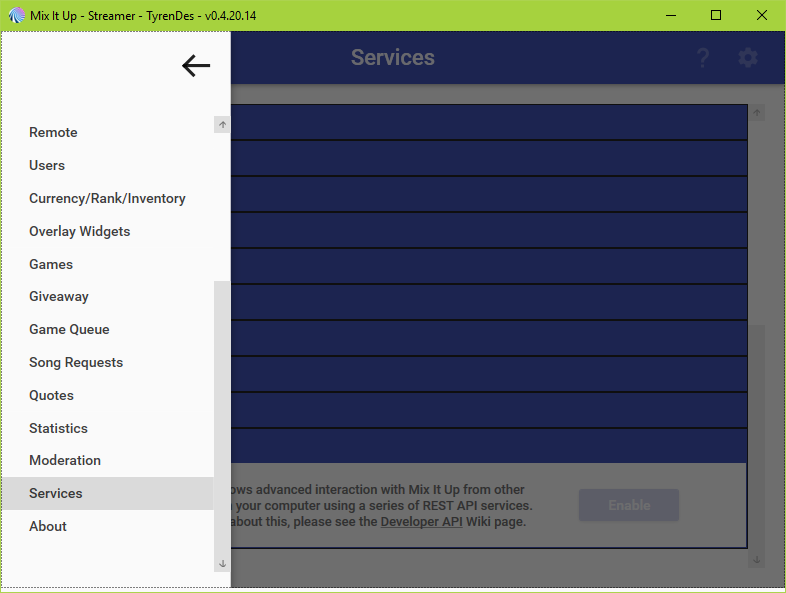 Mix It Up - Streamer - TyrenDes - v0.4.20.14
Services
?
Remote
Users
Currency/Rank/Inventory
Overlay Widgets
Games
Giveaway
Game Queue
Song Requests
Quotes
Statistics
Moderation
Services
About
ows advanced interaction with Mix It Up from other
your computer using a series of REST API services.
about this, please see the Developer API Wiki page.
Enable